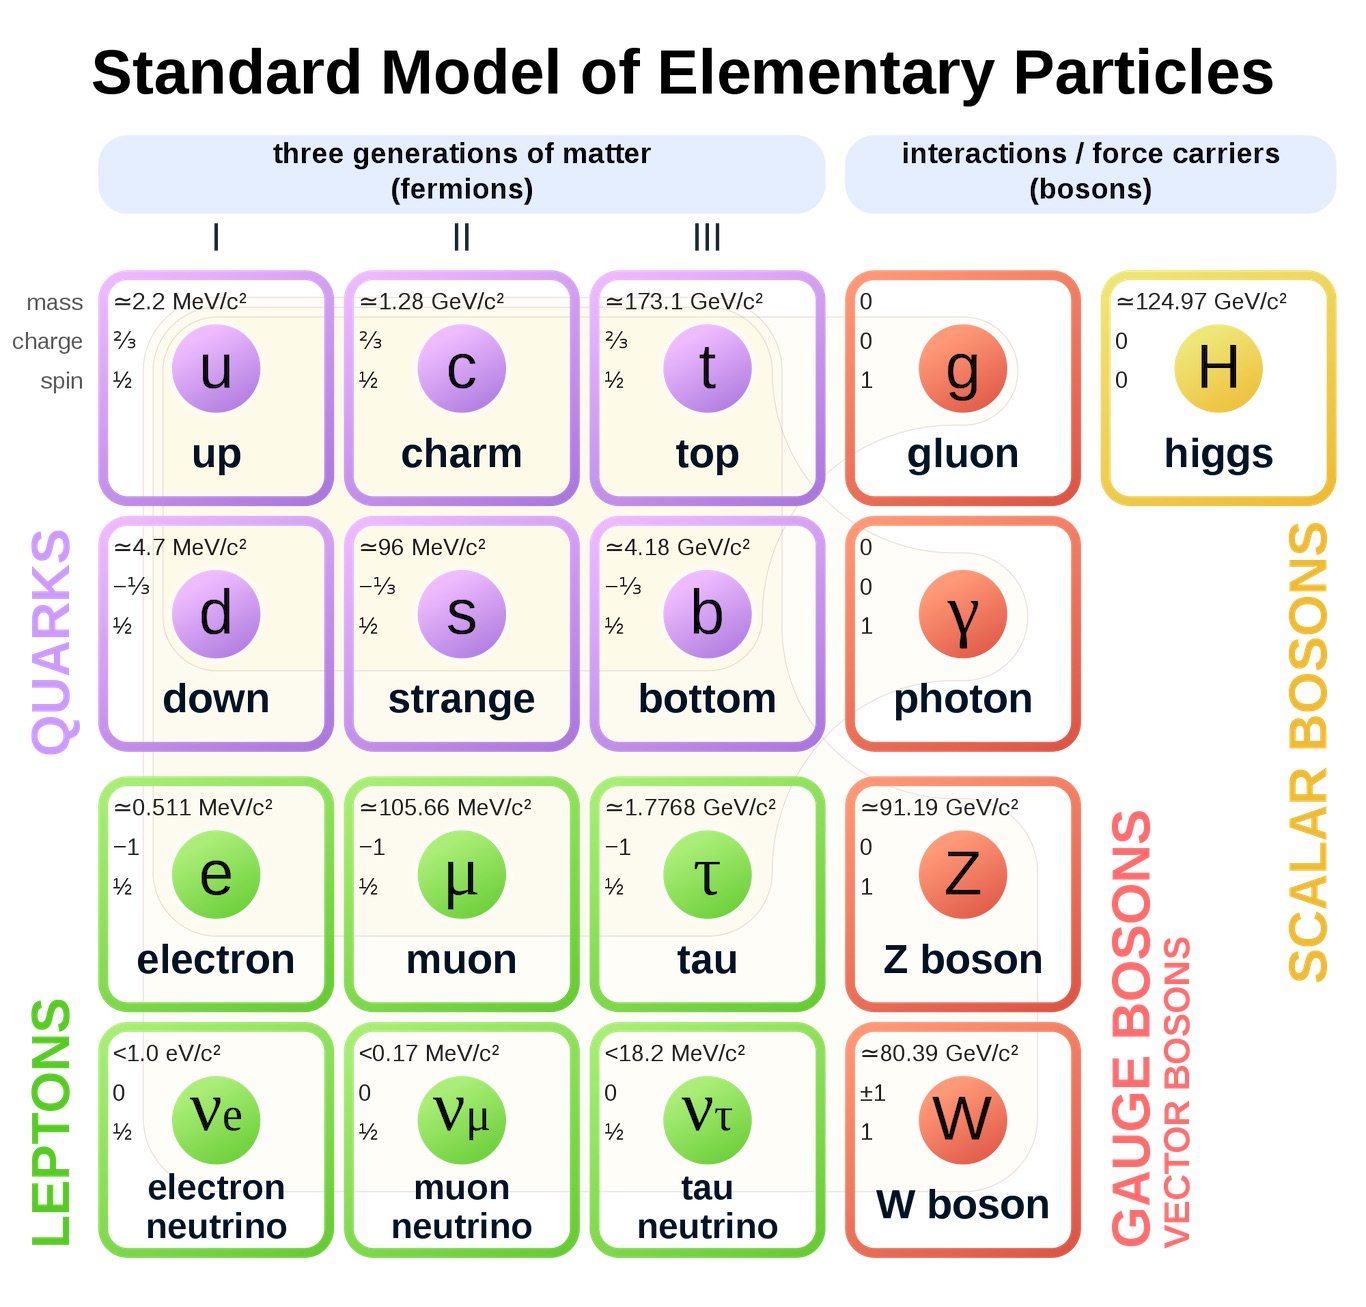 Standard Model of Elementary Particles
three generations of matter
(fermions)
interactions / force carriers
(bosons)
I
II
III
mass
charge
spin
≃2.2 MeV/c²
⅔
½
u
up
≃1.28 GeV/c²
⅔
½
c
charm
≃173.1 GeV/c²
⅔
½
t
top
0
0
1
g
gluon
≃124.97 GeV/c²
0
0
H
higgs
QUARKS
≃4.7 MeV/c²
−⅓
½
d
down
≃96 MeV/c²
−⅓
½
s
strange
≃4.18 GeV/c²
−⅓
½
b
bottom
0
0
1
γ
photon
SCALAR BOSONS
≃0.511 MeV/c²
−1
½
e
electron
≃105.66 MeV/c²
−1
½
μ
muon
≃1.7768 GeV/c²
−1
½
τ
tau
≃91.19 GeV/c²
0
1
Z
Z boson
LEPTONS
<1.0 eV/c²
0
½
νe
electron
neutrino
<0.17 MeV/c²
0
½
νμ
muon
neutrino
<18.2 MeV/c²
0
½
ντ
tau
neutrino
≃80.39 GeV/c²
±1
1
W
W boson
GAUGE BOSONS
VECTOR BOSONS